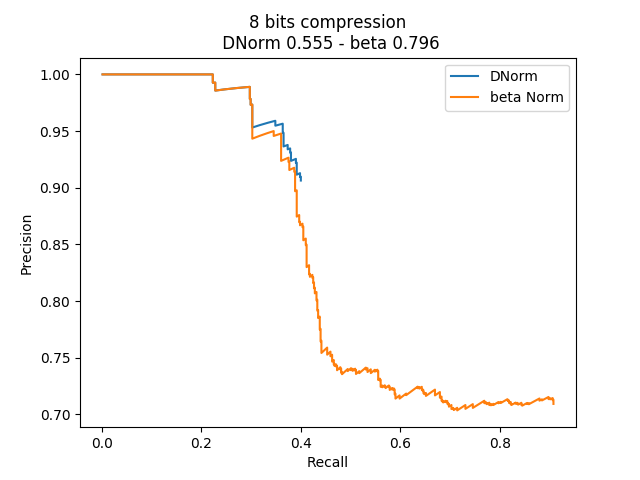 8 bits compression
DNorm 0.555 - beta 0.796
DNorm
beta Norm
1.00
0.95
0.90
0.85
0.80
0.75
0.70
Precision
0.0
0.2
0.4
0.6
0.8
Recall